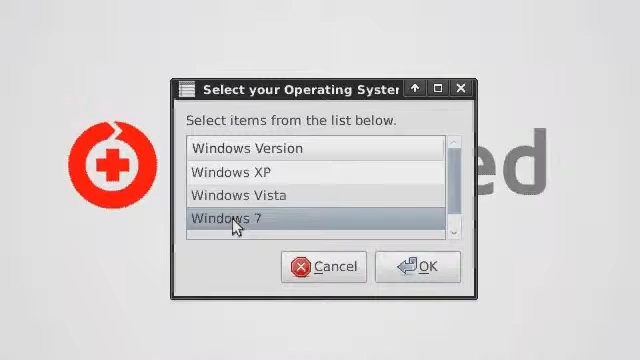 Select your Operating System
Select items from the list below.
Windows Version
Windows XP
Windows Vista
Windows 7
Cancel
OK
ed